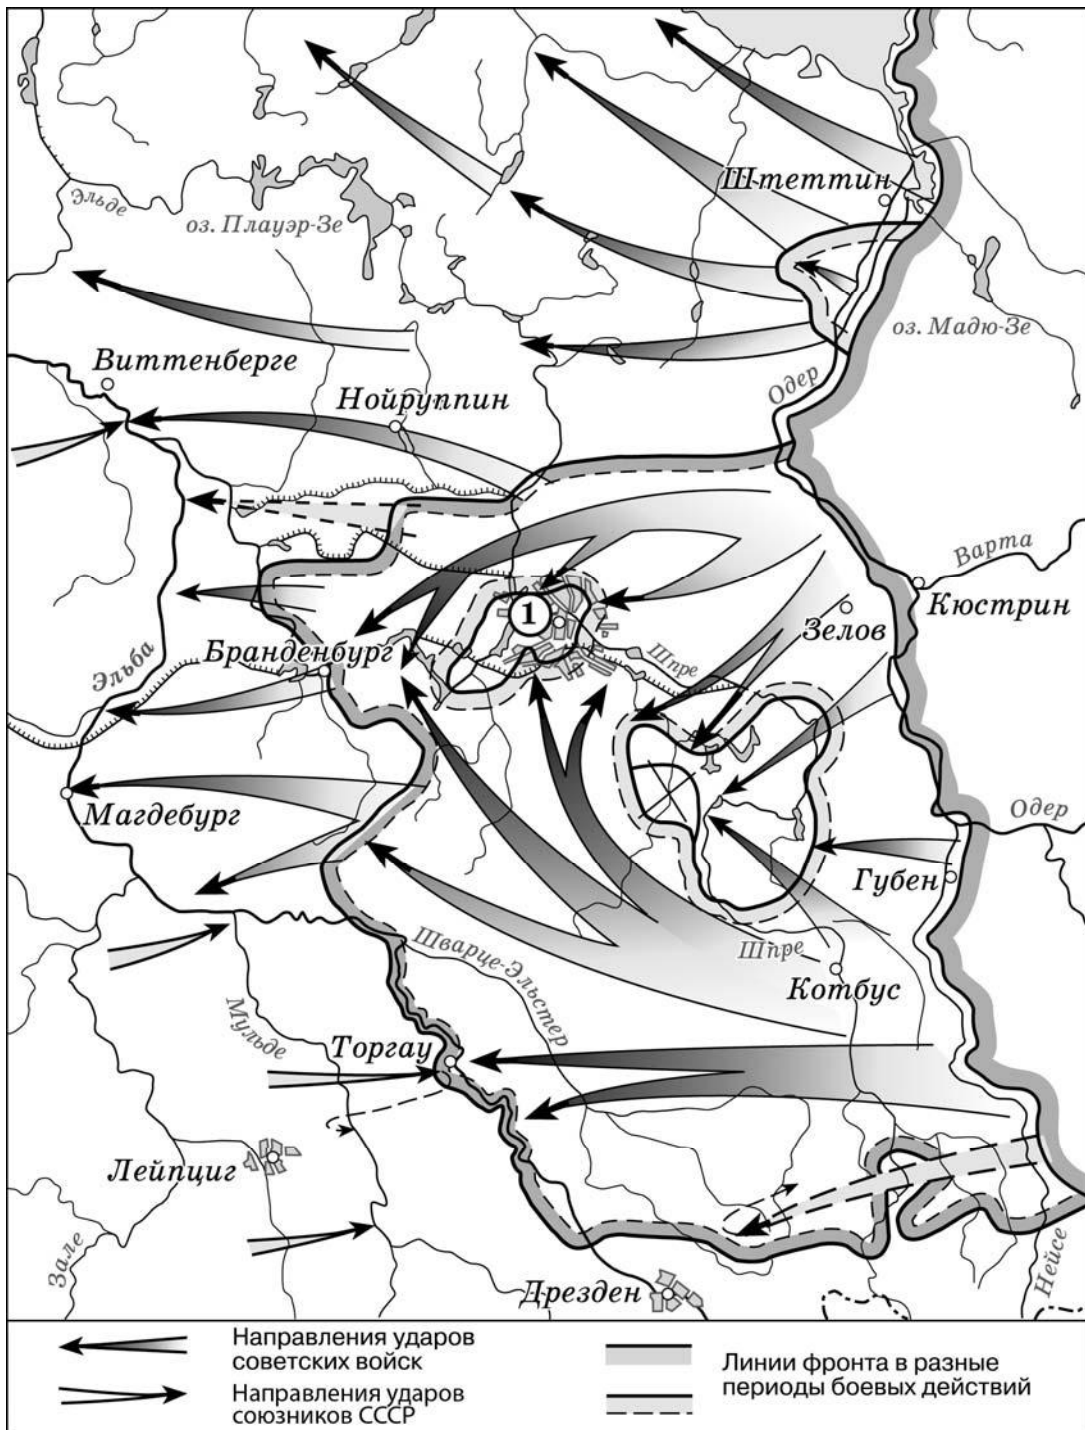 Штеттин
Эльде
оз. Плауэр-Зе
оз. Мадю-Зе
Виттенберге
Одер
Нойруппин
Варта
1
Кюстрин
Зелов
Шпре
Бранденбург
Эльба
Магдебург
Одер
Губен
Шпре
Шварце-Эльстер
Котбус
Мульде
Торгау
Лейпциг
Зале
Нейсе
Дрезден
Направления ударов
советских войск
Направления ударов
союзников СССР
Линии фронта в разные
периоды боевых действий